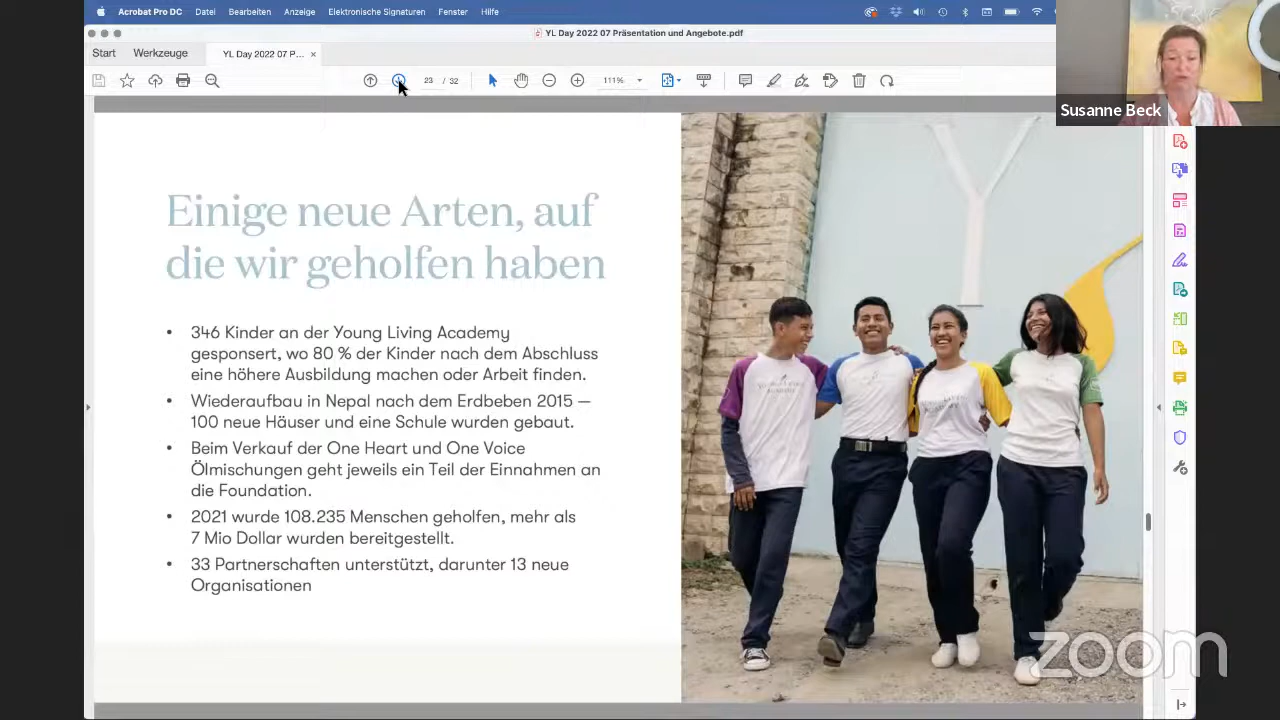 Acrobat Pro DC Datei Bearbeiten Anzeige Elektronische Signaturen Fenster Hilfe
YL Day 2022 07 Präsentation und Angebote.pdf
Start Werkzeuge YL Day 2022 07 P... ×
23 / 32 111%
Susanne Beck
Einige neue Arten, auf
die wir geholfen haben
• 346 Kinder an der Young Living Academy
gesponsert, wo 80 % der Kinder nach dem Abschluss
eine höhere Ausbildung machen oder Arbeit finden.
• Wiederaufbau in Nepal nach dem Erdbeben 2015 –
100 neue Häuser und eine Schule wurden gebaut.
• Beim Verkauf der One Heart und One Voice
Ölmischungen geht jeweils ein Teil der Einnahmen an
die Foundation.
• 2021 wurde 108.235 Menschen geholfen, mehr als
7 Mio Dollar wurden bereitgestellt.
• 33 Partnerschaften unterstützt, darunter 13 neue
Organisationen
Y
zoom